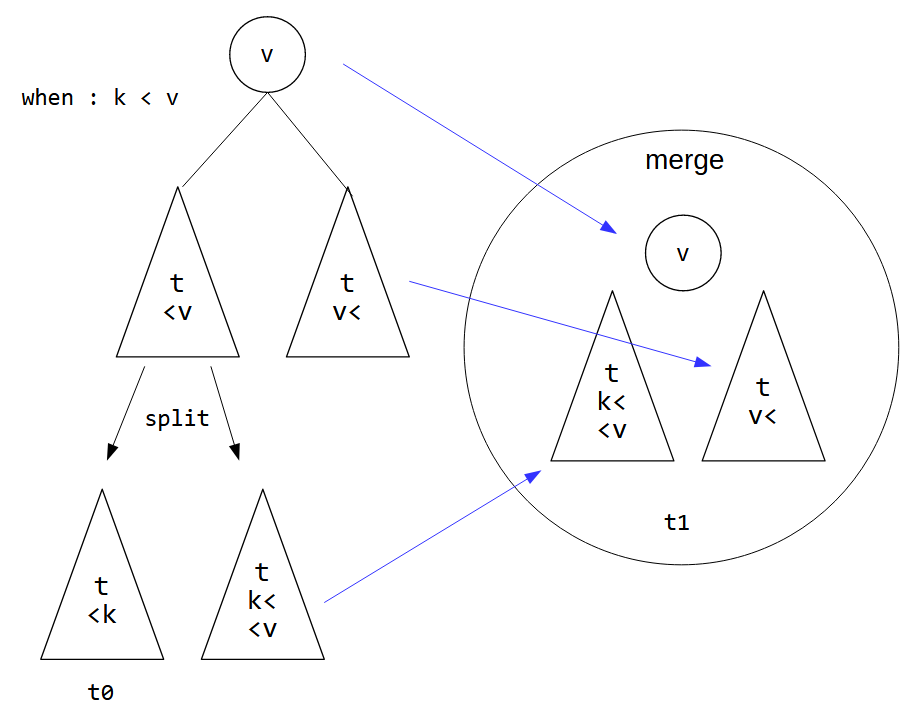 v
when : k < v
merge
v
t
<v
t
v<
t
k<
<v
t
v<
split
t1
t
<k
t
k<
<v
t0